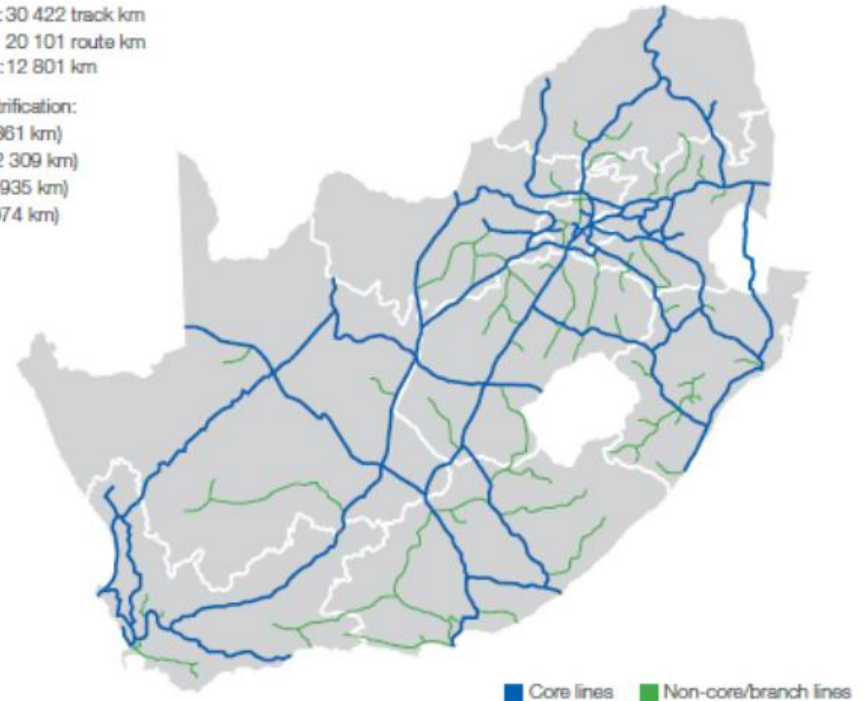 : 30 422 track km
20 101 route km
: 12 801 km
trification:
361 km)
2 309 km)
935 km)
074 km)
Core lines
Non-core/branch lines